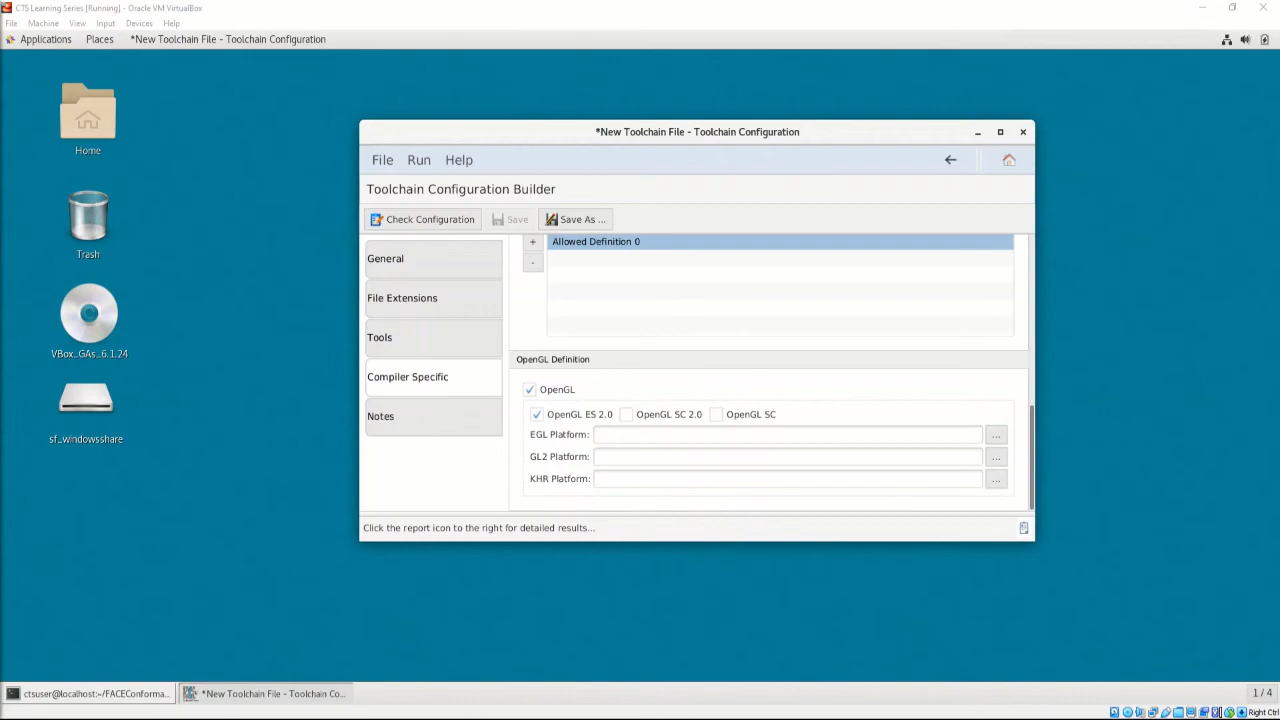 CTS Learning Series [Running] - Oracle VM VirtualBox
File Machine View Input Devices Help
Applications Places *New Toolchain File - Toolchain Configuration
Home
Trash
VBox_GAs_6.1.24
sf_windowsshare
*New Toolchain File - Toolchain Configuration
File Run Help
Toolchain Configuration Builder
Check Configuration Save Save As ...
General
File Extensions
Tools
Compiler Specific
Notes
+ Allowed Definition 0
-
OpenGL Definition
OpenGL
OpenGL ES 2.0 OpenGL SC 2.0 OpenGL SC
EGL Platform: ...
GL2 Platform: ...
KHR Platform: ...
Click the report icon to the right for detailed results...
ctsuser@localhost:~/FACEConforma... *New Toolchain File - Toolchain Co... 1 / 4
Right Ctrl